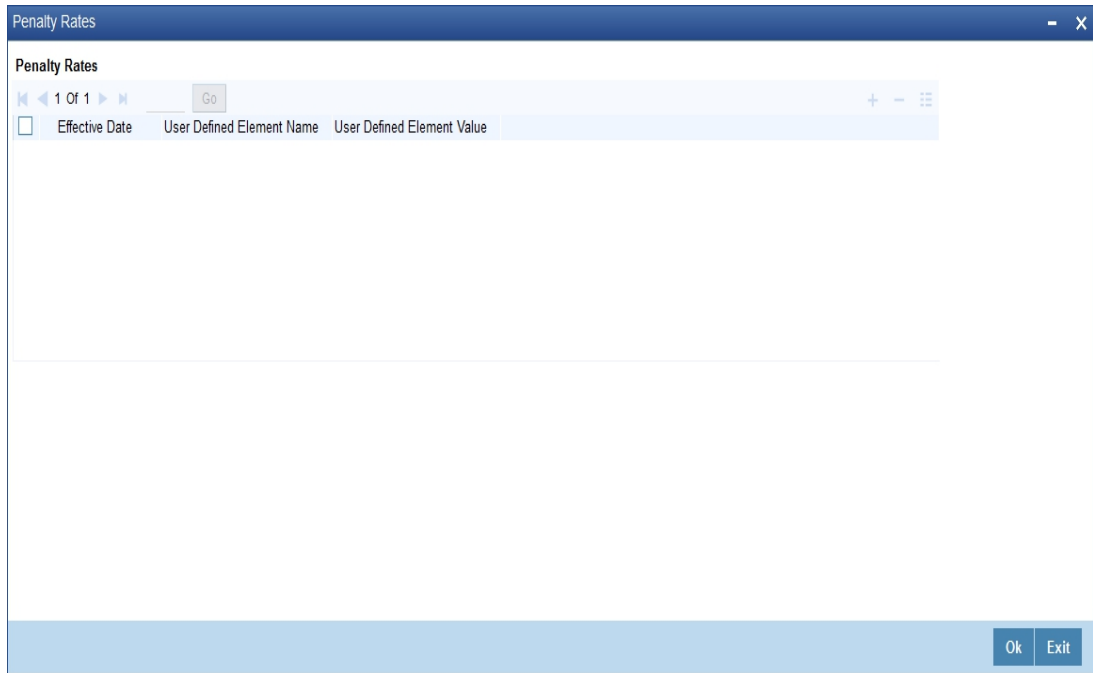 Penalty Rates
Penalty Rates
1 Of 1 Go
Effective Date User Defined Element Name User Defined Element Value
Ok Exit